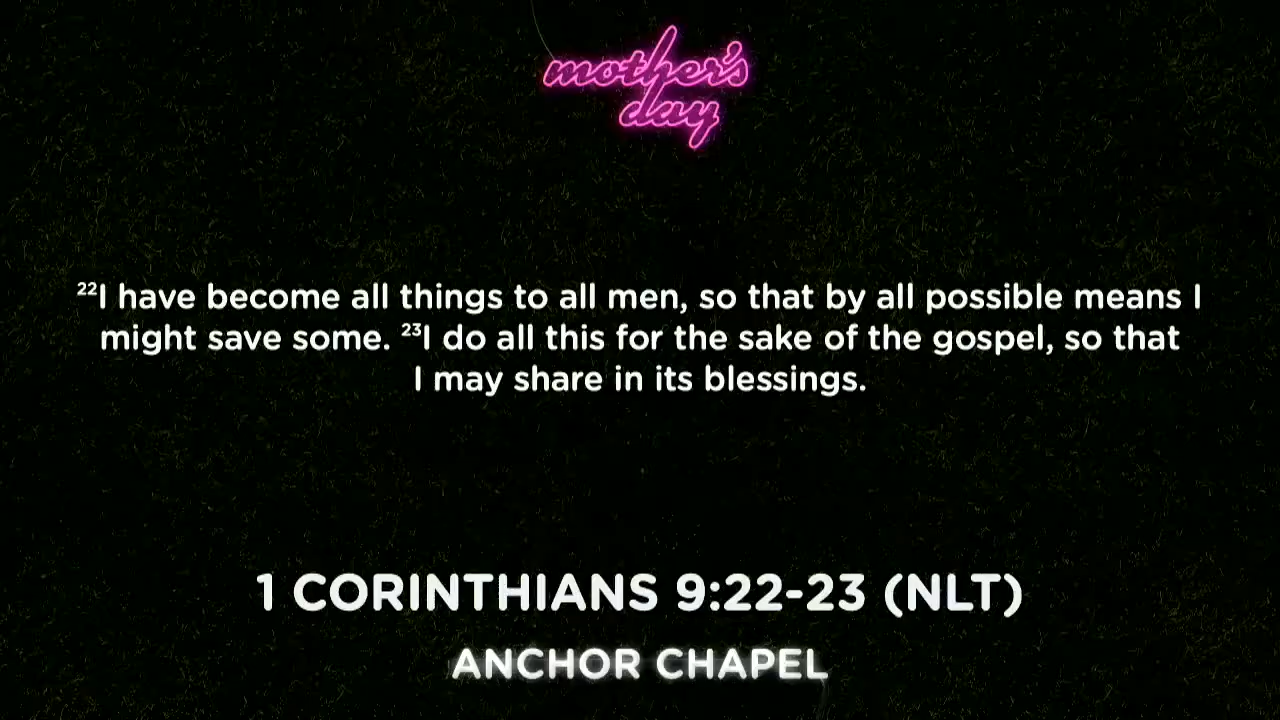 mother's
day
²²I have become all things to all men, so that by all possible means I
might save some. ²³I do all this for the sake of the gospel, so that
I may share in its blessings.
1 CORINTHIANS 9:22-23 (NLT)
ANCHOR CHAPEL